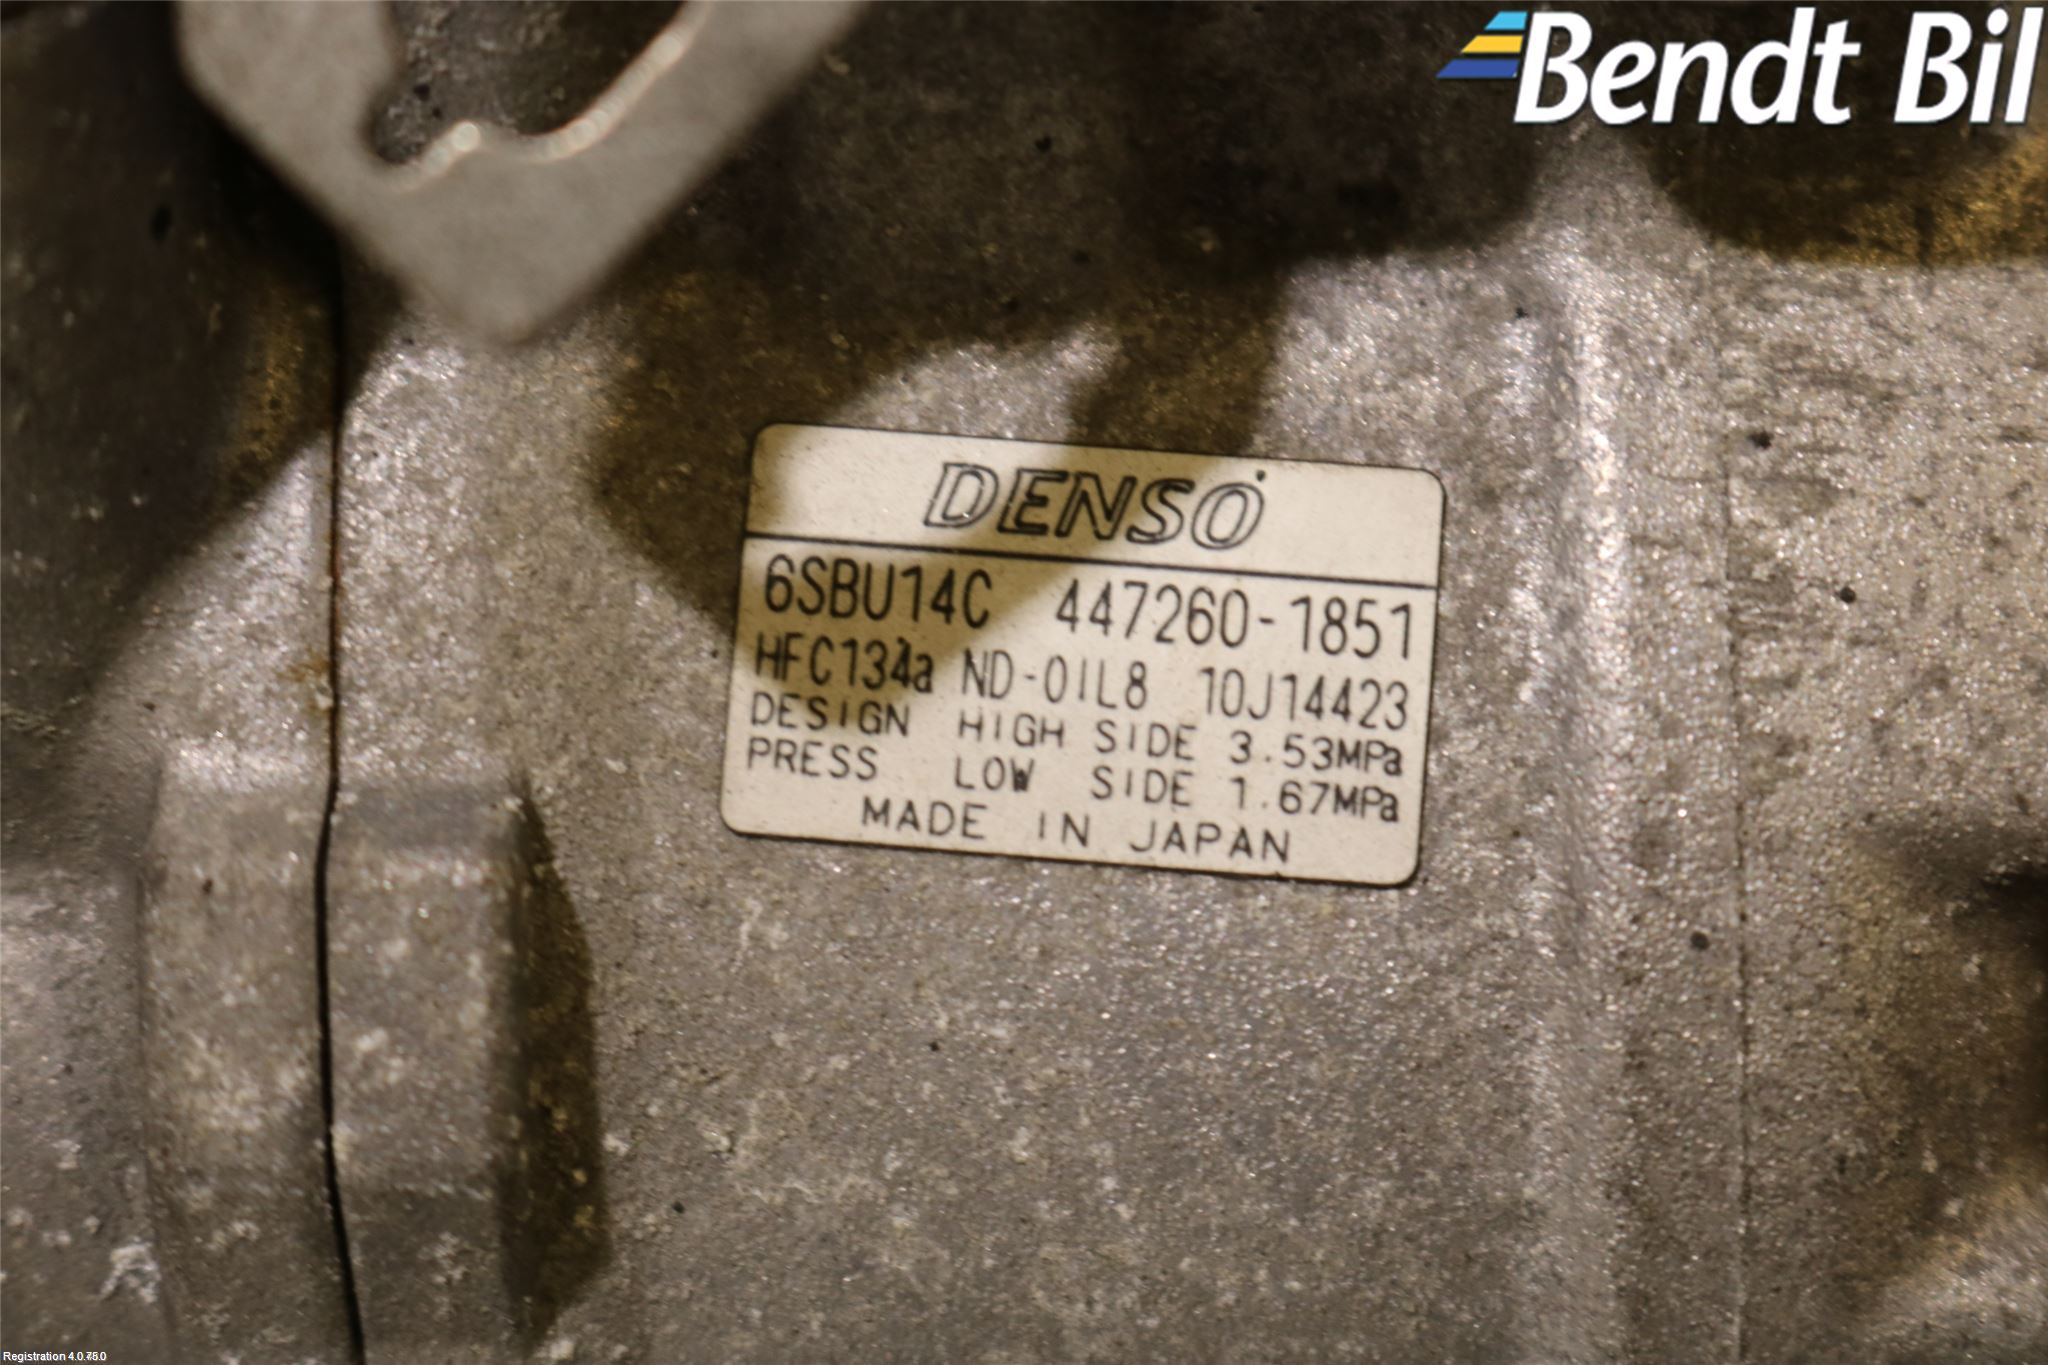 Bendt Bil
DENSO
6SBU14C 447260-1851
HFC134a ND-OIL8 10J14423
DESIGN HIGH SIDE 3.53MPa
PRESS LOW SIDE 1.67MPa
MADE IN JAPAN
Registration